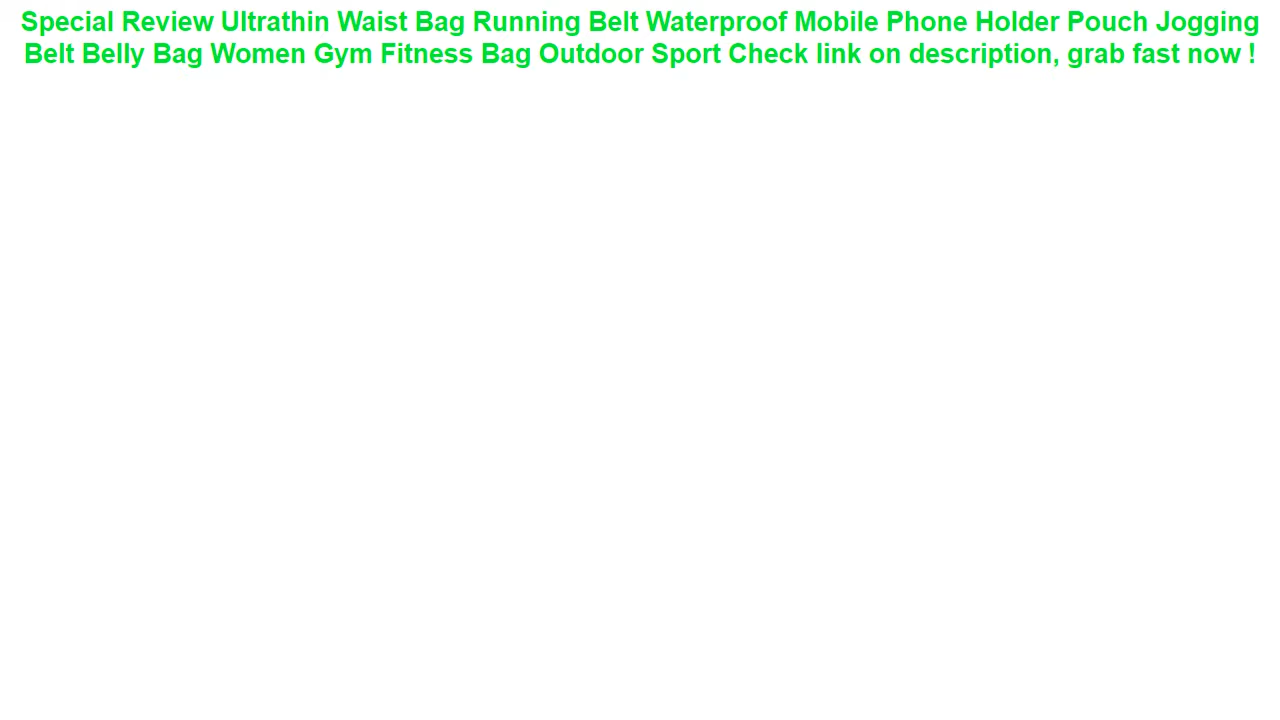 Special Review Ultrathin Waist Bag Running Belt Waterproof Mobile Phone Holder Pouch Jogging
Belt Belly Bag Women Gym Fitness Bag Outdoor Sport Check link on description, grab fast now !